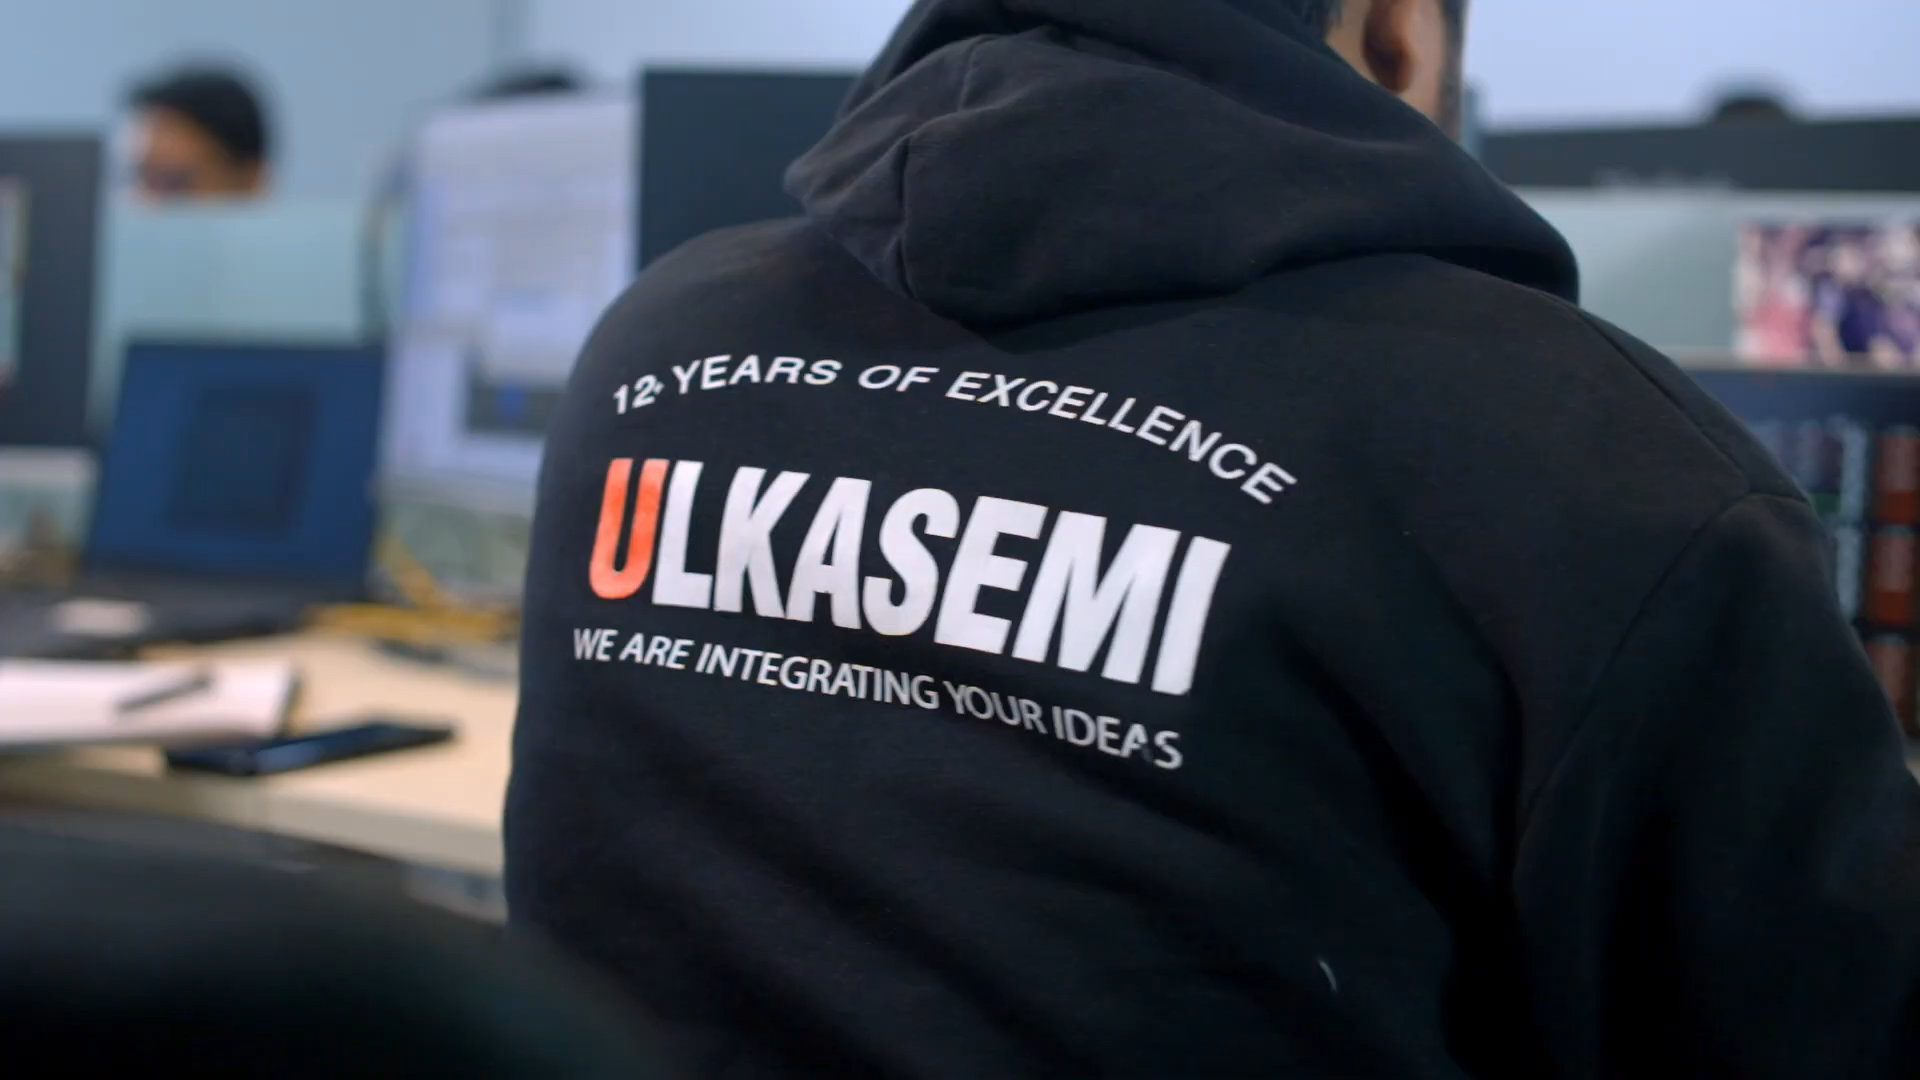 12+ YEARS OF EXCELLENCE
ULKASEMI
WE ARE INTEGRATING YOUR IDEAS